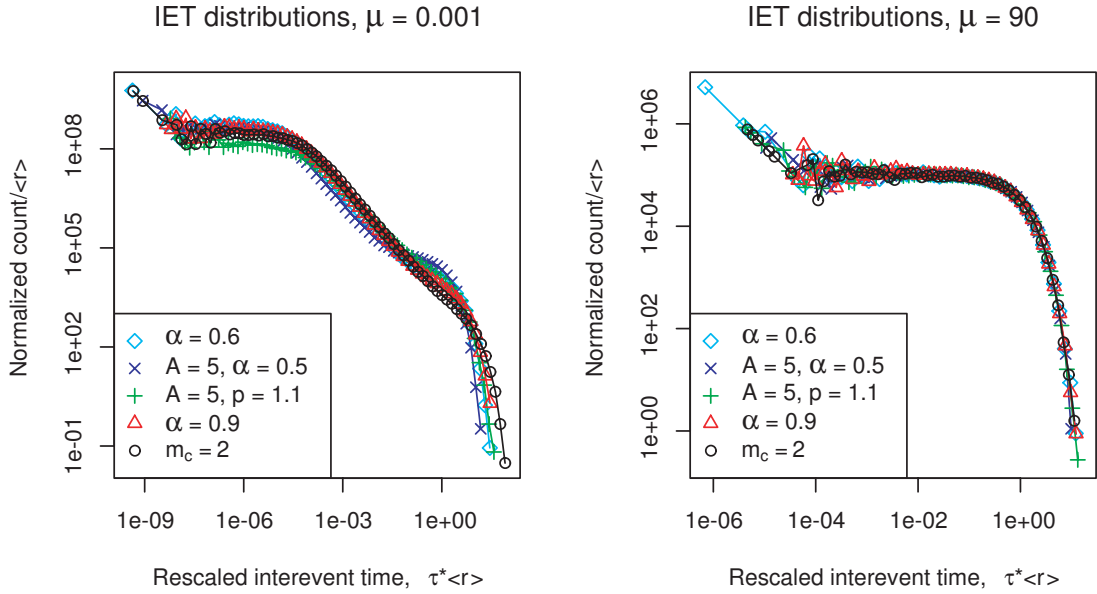 IET distributions, μ = 0.001
Normalized count/<r>
1e+08
1e+05
1e+02
1e-01
α = 0.6
A = 5, α = 0.5
A = 5, p = 1.1
α = 0.9
m_c = 2
1e-09 1e-06 1e-03 1e+00
Rescaled interevent time, τ*<r>
IET distributions, μ = 90
Normalized count/<r>
1e+06
1e+04
1e+02
1e+00
α = 0.6
A = 5, α = 0.5
A = 5, p = 1.1
α = 0.9
m_c = 2
1e-06 1e-04 1e-02 1e+00
Rescaled interevent time, τ*<r>